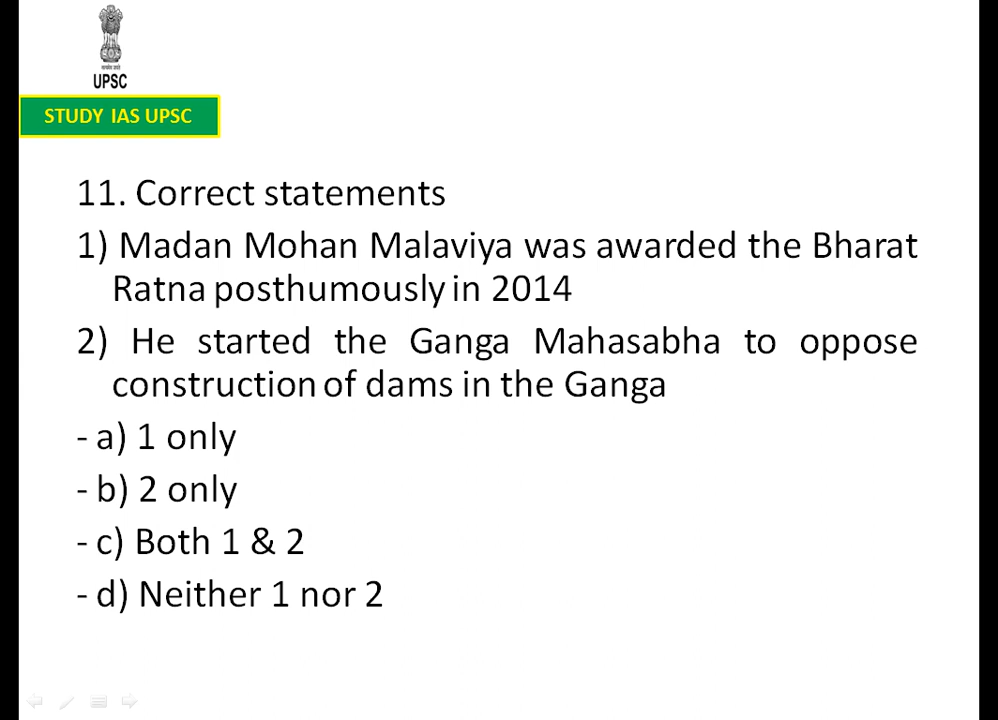 UPSC
STUDY IAS UPSC
11. Correct statements
1) Madan Mohan Malaviya was awarded the Bharat
Ratna posthumously in 2014
2) He started the Ganga Mahasabha to oppose
construction of dams in the Ganga
- a) 1 only
- b) 2 only
- c) Both 1 & 2
- d) Neither 1 nor 2